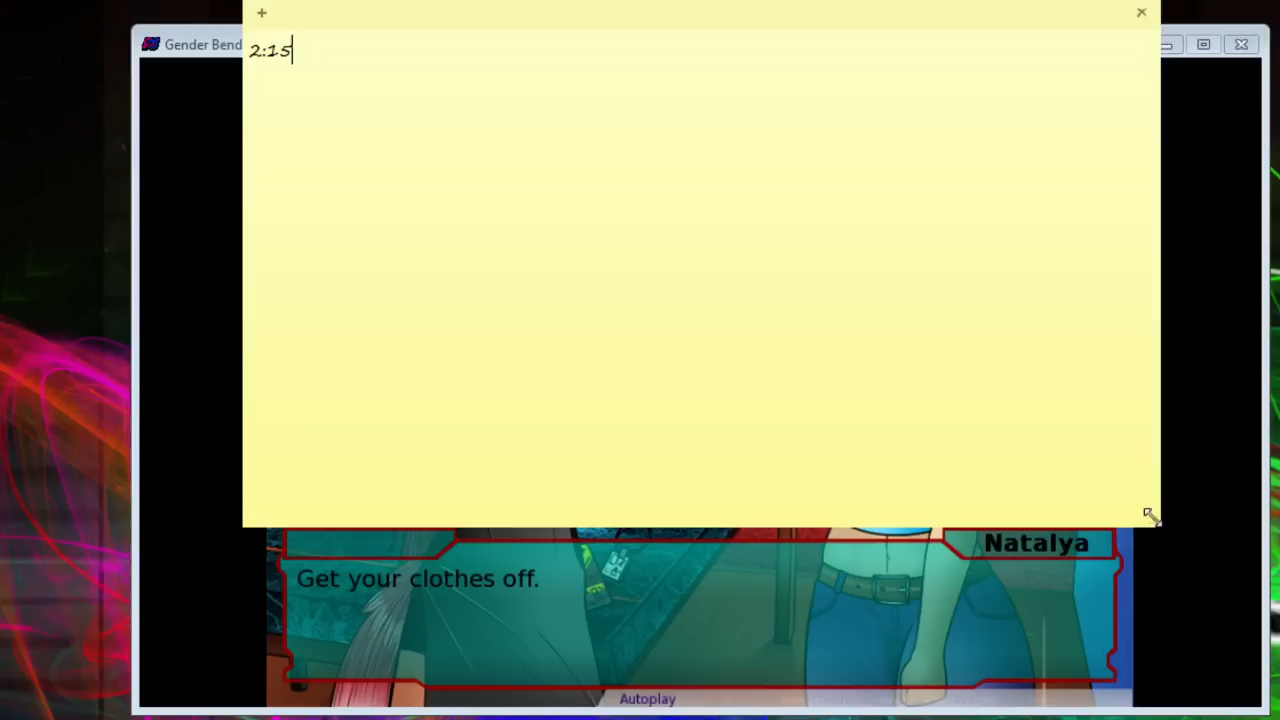 +
×
Gender Bend
2:15
Natalya
Get your clothes off.
Autoplay